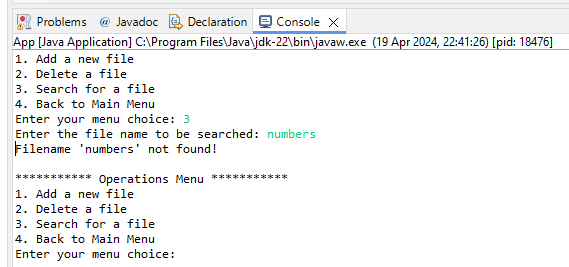 Problems @ Javadoc Declaration Console
App [Java Application] C:\Program Files\Java\jdk-22\bin\javaw.exe (19 Apr 2024, 22:41:26) [pid: 18476]
1. Add a new file
2. Delete a file
3. Search for a file
4. Back to Main Menu
Enter your menu choice: 3
Enter the file name to be searched: numbers
Filename 'numbers' not found!
*********** Operations Menu ***********
1. Add a new file
2. Delete a file
3. Search for a file
4. Back to Main Menu
Enter your menu choice: